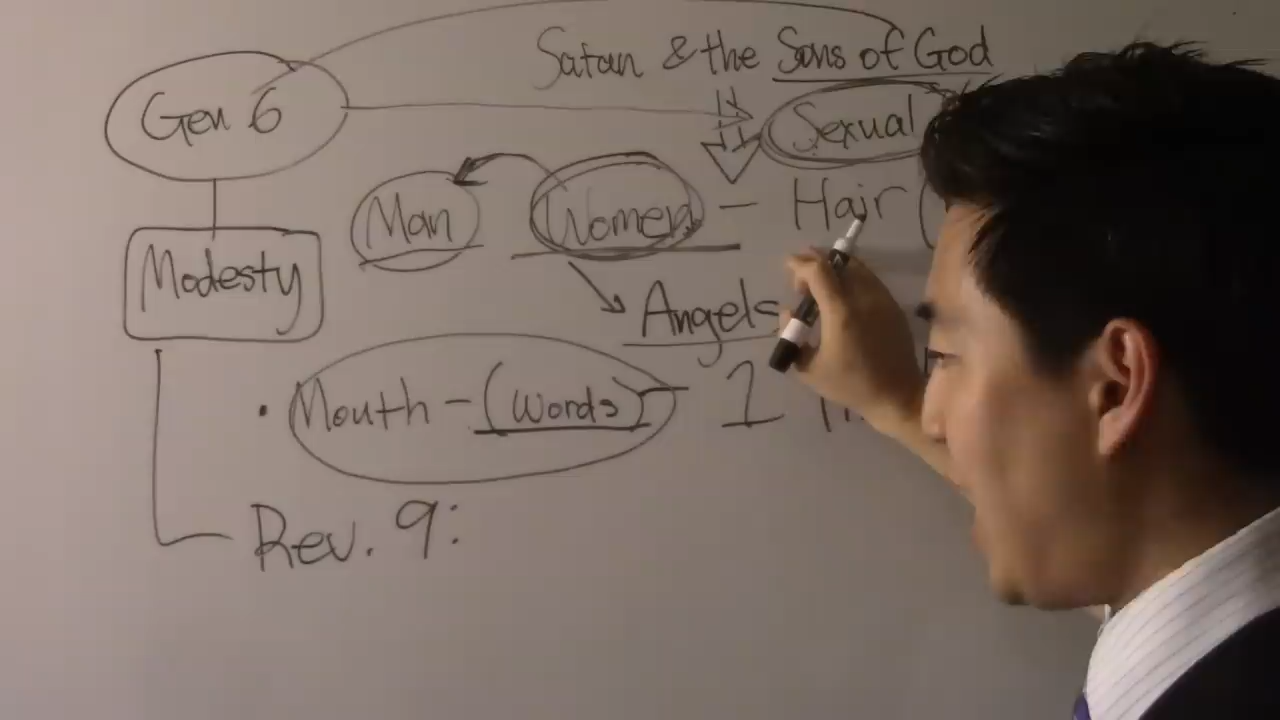 Satan & the Sons of God
Gen 6
Sexual
Man Women - Hair (
Modesty
Angels
• Mouth - (Words) - 1
Rev. 9: